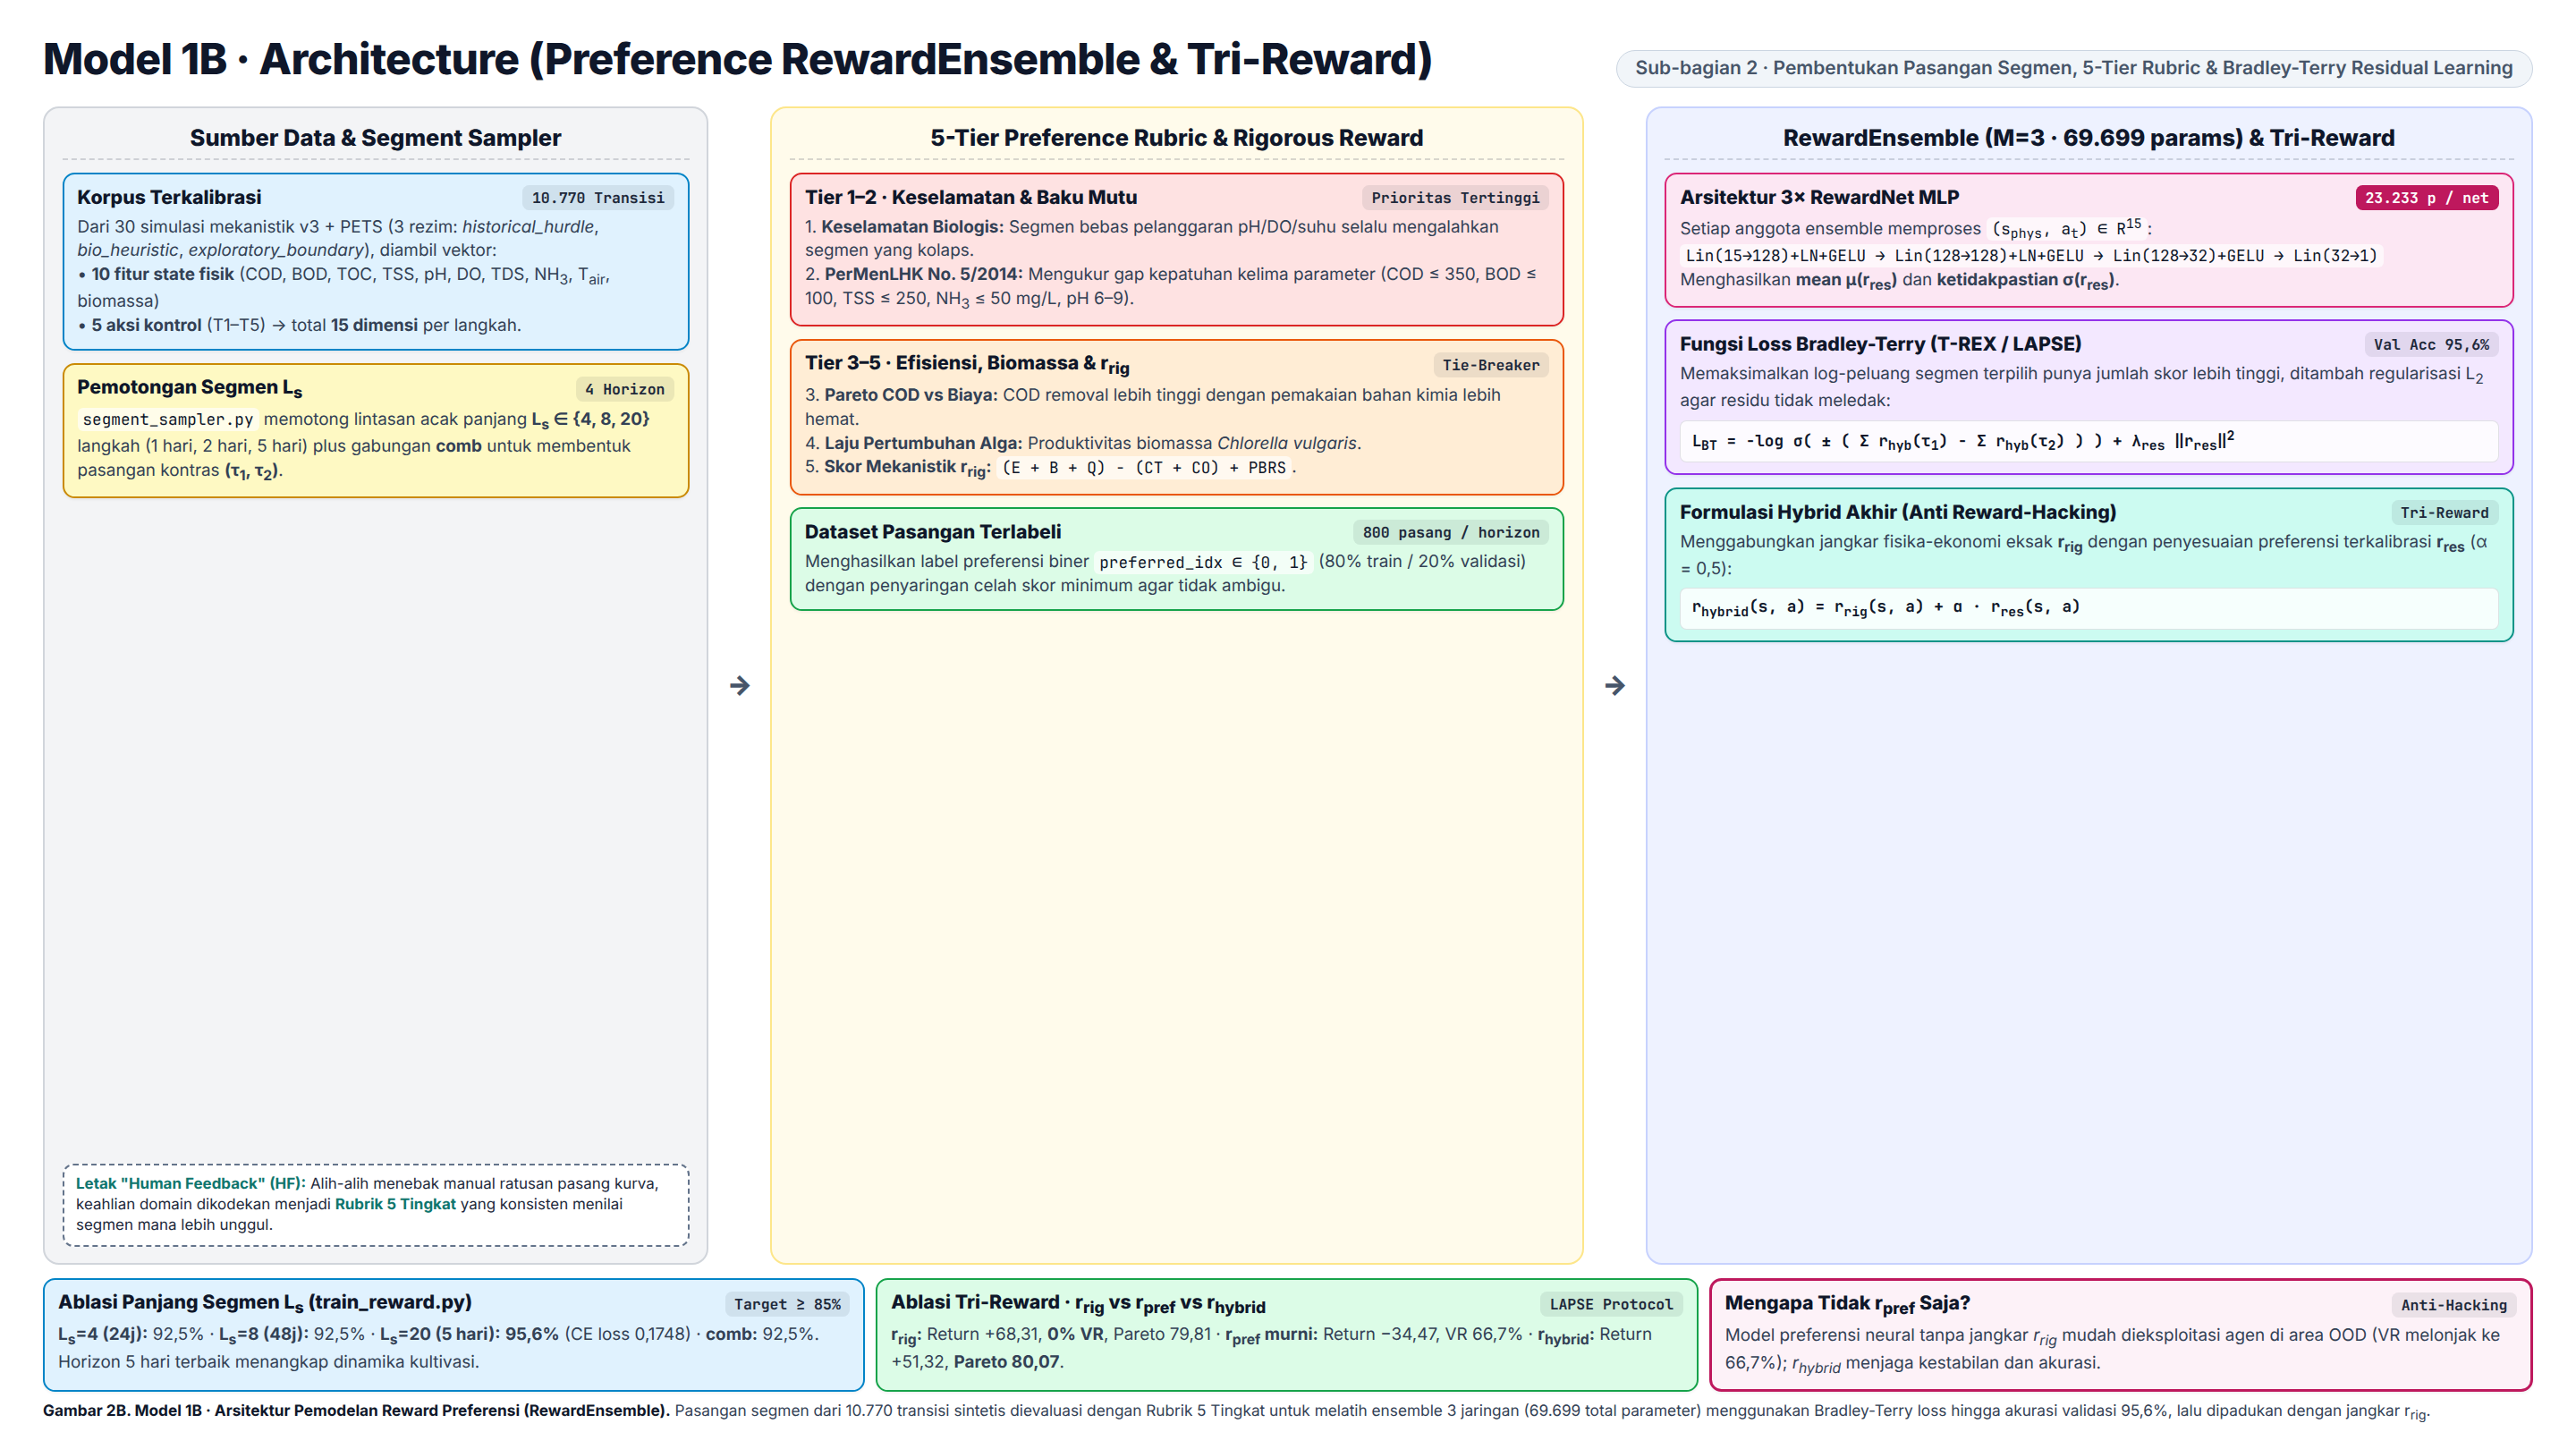 Model 1B · Architecture (Preference RewardEnsemble & Tri-Reward)
Sub-bagian 2 · Pembentukan Pasangan Segmen, 5-Tier Rubric & Bradley-Terry Residual Learning
Sumber Data & Segment Sampler
Korpus Terkalibrasi
10.770 Transisi
Dari 30 simulasi mekanistik v3 + PETS (3 rezim: historical_hurdle,
bio_heuristic, exploratory_boundary), diambil vektor:
• 10 fitur state fisik (COD, BOD, TOC, TSS, pH, DO, TDS, NH3, Tair,
biomassa)
• 5 aksi kontrol (T1–T5) → total 15 dimensi per langkah.
Pemotongan Segmen Ls
4 Horizon
segment_sampler.py memotong lintasan acak panjang Ls ∈ {4, 8, 20}
langkah (1 hari, 2 hari, 5 hari) plus gabungan comb untuk membentuk
pasangan kontras (τ1, τ2).
Letak "Human Feedback" (HF): Alih-alih menebak manual ratusan pasang kurva,
keahlian domain dikodekan menjadi Rubrik 5 Tingkat yang konsisten menilai
segmen mana lebih unggul.
→
5-Tier Preference Rubric & Rigorous Reward
Tier 1–2 · Keselamatan & Baku Mutu
Prioritas Tertinggi
1. Keselamatan Biologis: Segmen bebas pelanggaran pH/DO/suhu selalu mengalahkan
segmen yang kolaps.
2. PerMenLHK No. 5/2014: Mengukur gap kepatuhan kelima parameter (COD ≤ 350, BOD ≤
100, TSS ≤ 250, NH3 ≤ 50 mg/L, pH 6–9).
Tier 3–5 · Efisiensi, Biomassa & rrig
Tie-Breaker
3. Pareto COD vs Biaya: COD removal lebih tinggi dengan pemakaian bahan kimia lebih
hemat.
4. Laju Pertumbuhan Alga: Produktivitas biomassa Chlorella vulgaris.
5. Skor Mekanistik rrig: (E + B + Q) - (CT + CO) + PBRS .
Dataset Pasangan Terlabeli
800 pasang / horizon
Menghasilkan label preferensi biner preferred_idx ∈ {0, 1} (80% train / 20% validasi)
dengan penyaringan celah skor minimum agar tidak ambigu.
→
RewardEnsemble (M=3 · 69.699 params) & Tri-Reward
Arsitektur 3× RewardNet MLP
23.233 p / net
Setiap anggota ensemble memproses (sphys, at) ∈ R15 :
Lin(15→128)+LN+GELU → Lin(128→128)+LN+GELU → Lin(128→32)+GELU → Lin(32→1)
Menghasilkan mean μ(rres) dan ketidakpastian σ(rres).
Fungsi Loss Bradley-Terry (T-REX / LAPSE)
Val Acc 95,6%
Memaksimalkan log-peluang segmen terpilih punya jumlah skor lebih tinggi, ditambah regularisasi L2
agar residu tidak meledak:
LBT = -log σ( ± ( Σ rhyb(τ1) - Σ rhyb(τ2) ) ) + λres ||rres||2
Formulasi Hybrid Akhir (Anti Reward-Hacking)
Tri-Reward
Menggabungkan jangkar fisika-ekonomi eksak rrig dengan penyesuaian preferensi terkalibrasi rres (α
= 0,5):
rhybrid(s, a) = rrig(s, a) + α · rres(s, a)
Ablasi Panjang Segmen Ls (train_reward.py)
Target ≥ 85%
Ls=4 (24j): 92,5% · Ls=8 (48j): 92,5% · Ls=20 (5 hari): 95,6% (CE loss 0,1748) · comb: 92,5%.
Horizon 5 hari terbaik menangkap dinamika kultivasi.
Ablasi Tri-Reward · rrig vs rpref vs rhybrid
LAPSE Protocol
rrig: Return +68,31, 0% VR, Pareto 79,81 · rpref murni: Return −34,47, VR 66,7% · rhybrid: Return
+51,32, Pareto 80,07.
Mengapa Tidak rpref Saja?
Anti-Hacking
Model preferensi neural tanpa jangkar rrig mudah dieksploitasi agen di area OOD (VR melonjak ke
66,7%); rhybrid menjaga kestabilan dan akurasi.
Gambar 2B. Model 1B · Arsitektur Pemodelan Reward Preferensi (RewardEnsemble). Pasangan segmen dari 10.770 transisi sintetis dievaluasi dengan Rubrik 5 Tingkat untuk melatih ensemble 3 jaringan (69.699 total parameter) menggunakan Bradley-Terry loss hingga akurasi validasi 95,6%, lalu dipadukan dengan jangkar rrig.